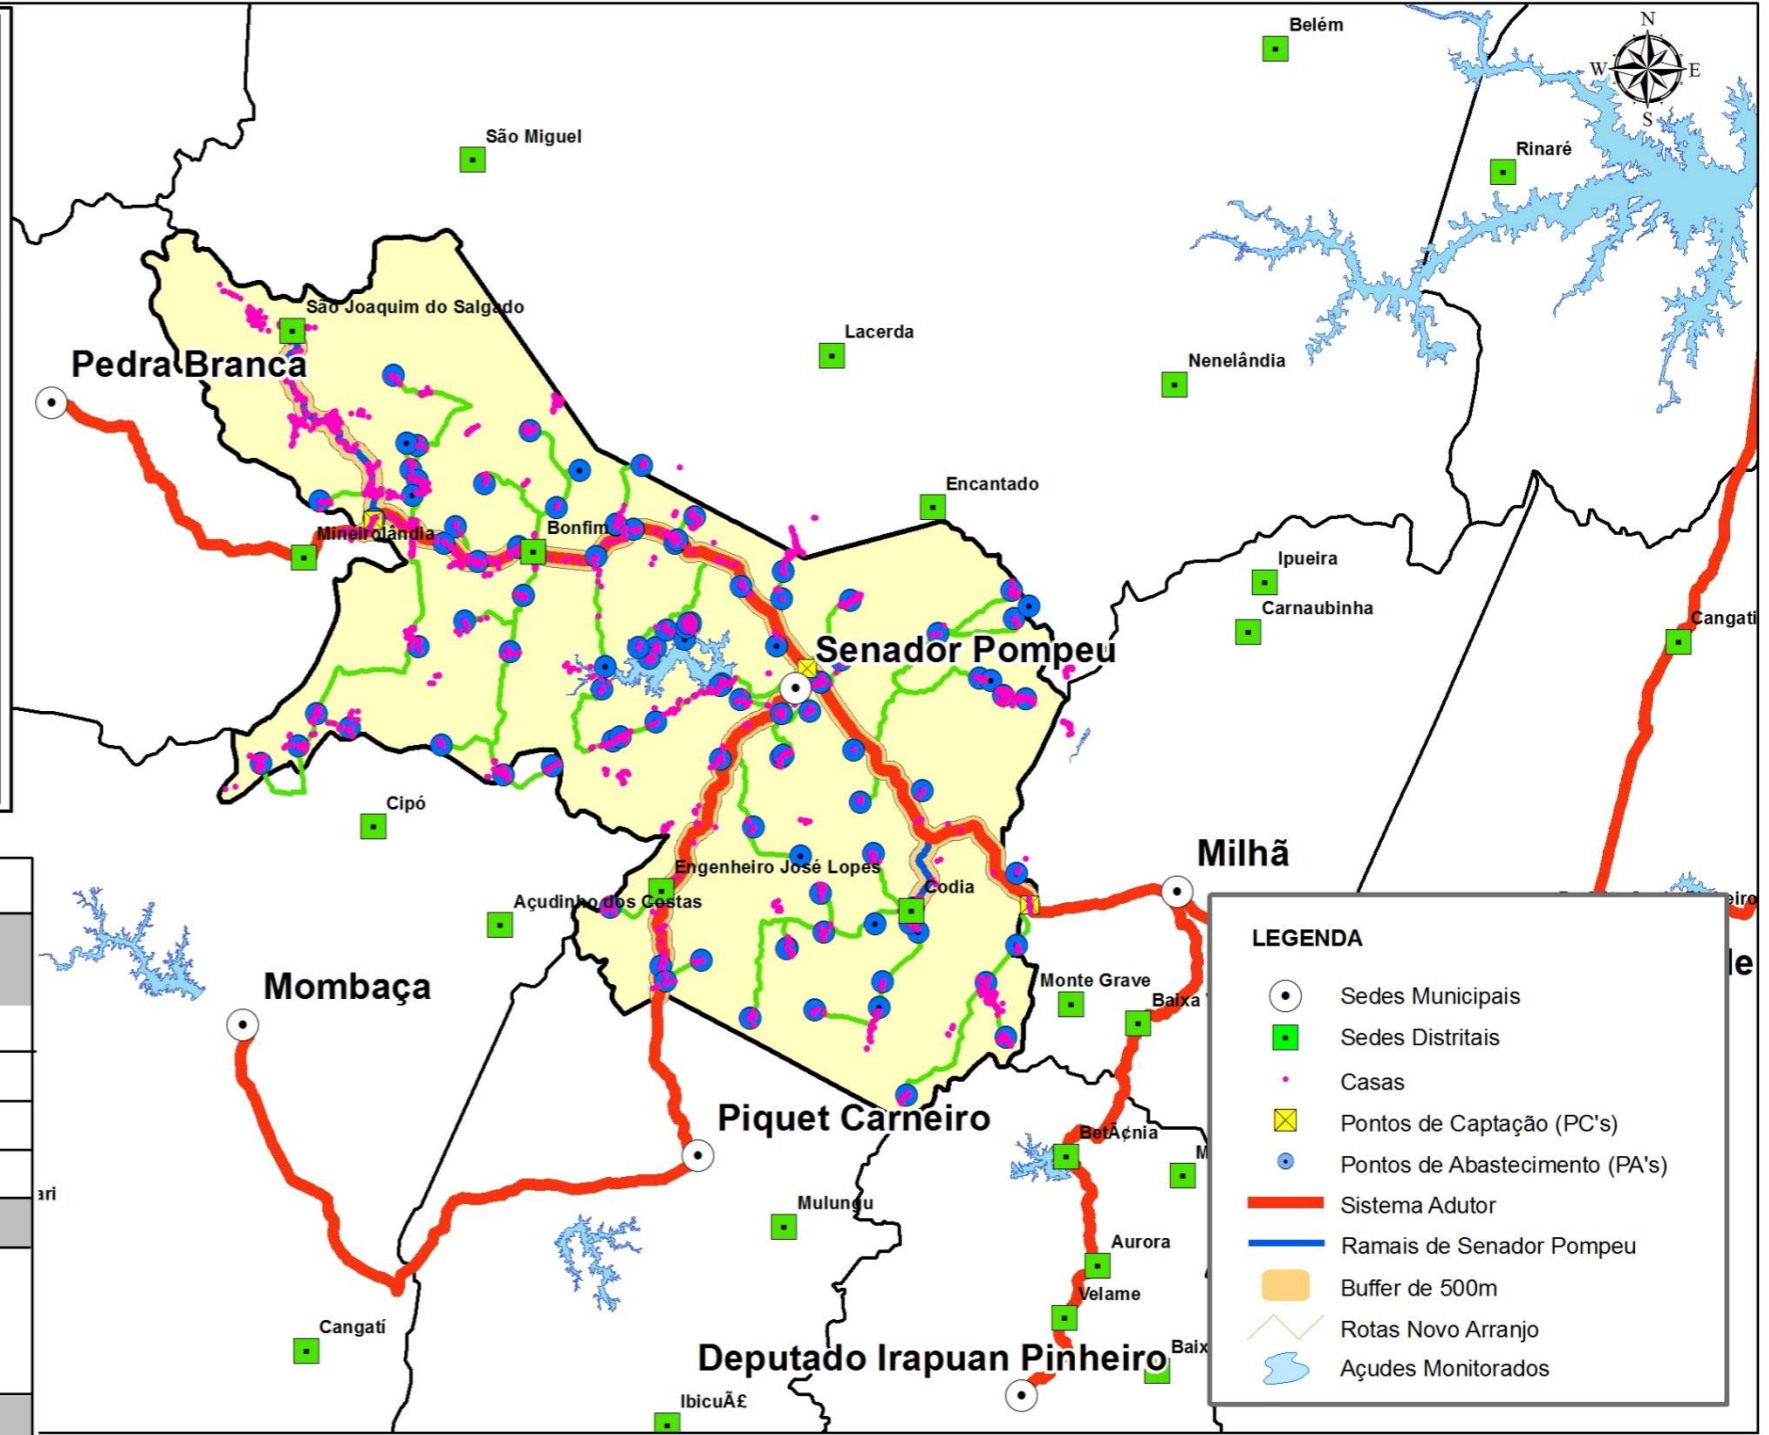 Belém
N
W
E
S
São Miguel
Rinaré
São Joaquim do Salgado
Lacerda
Pedra Branca
Nenelândia
Encantado
Mineirolândia
Bonfim
Ipueira
Carnaubinha
Cangati
Senador Pompeu
Cipó
Milhã
Engenheiro José Lopes
Codia
Açudinho dos Costas
eiro
Mombaça
Monte Grave
Baixa
le
LEGENDA
Sedes Municipais
Sedes Distritais
Casas
Pontos de Captação (PC's)
Pontos de Abastecimento (PA's)
Sistema Adutor
Ramais de Senador Pompeu
Buffer de 500m
Rotas Novo Arranjo
Açudes Monitorados
Piquet Carneiro
BetÃ¢nia
M
ari
Mulungu
Aurora
Velame
Cangatí
Deputado Irapuan Pinheiro
Baix
IbicuÃ£